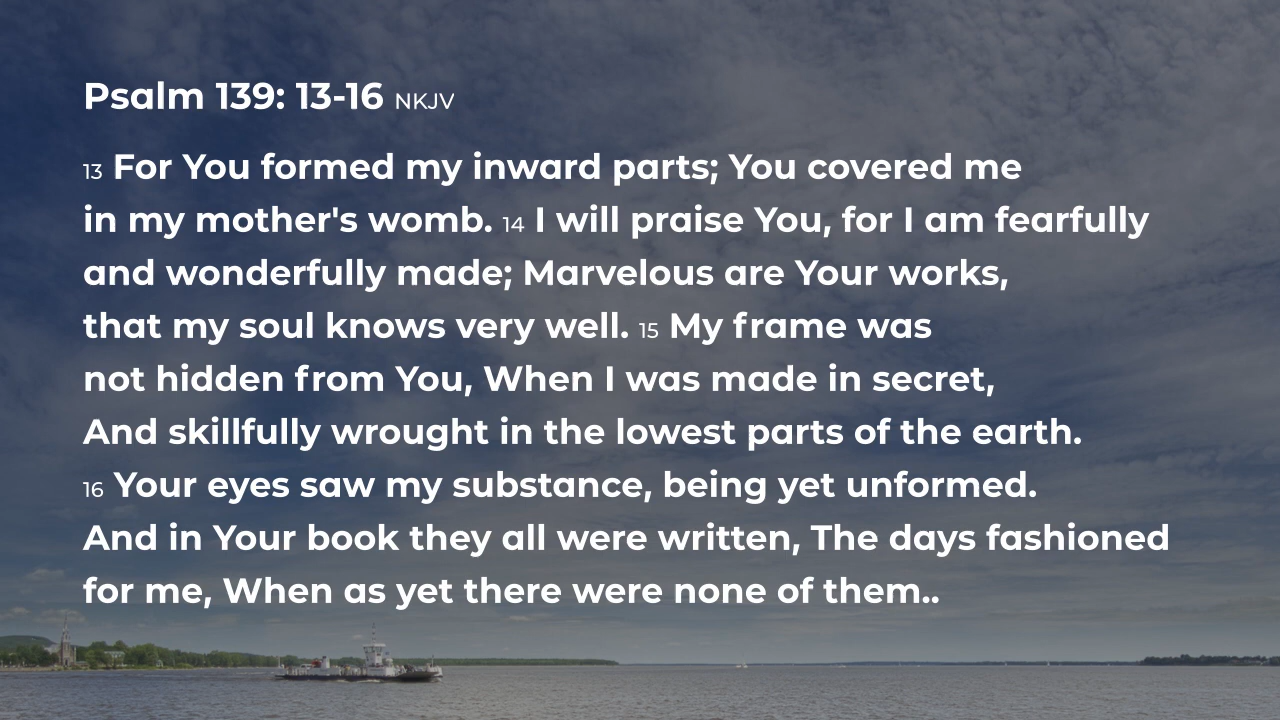 Psalm 139: 13-16 NKJV
13 For You formed my inward parts; You covered me
in my mother's womb. 14 I will praise You, for I am fearfully
and wonderfully made; Marvelous are Your works,
that my soul knows very well. 15 My frame was
not hidden from You, When I was made in secret,
And skillfully wrought in the lowest parts of the earth.
16 Your eyes saw my substance, being yet unformed.
And in Your book they all were written, The days fashioned
for me, When as yet there were none of them..